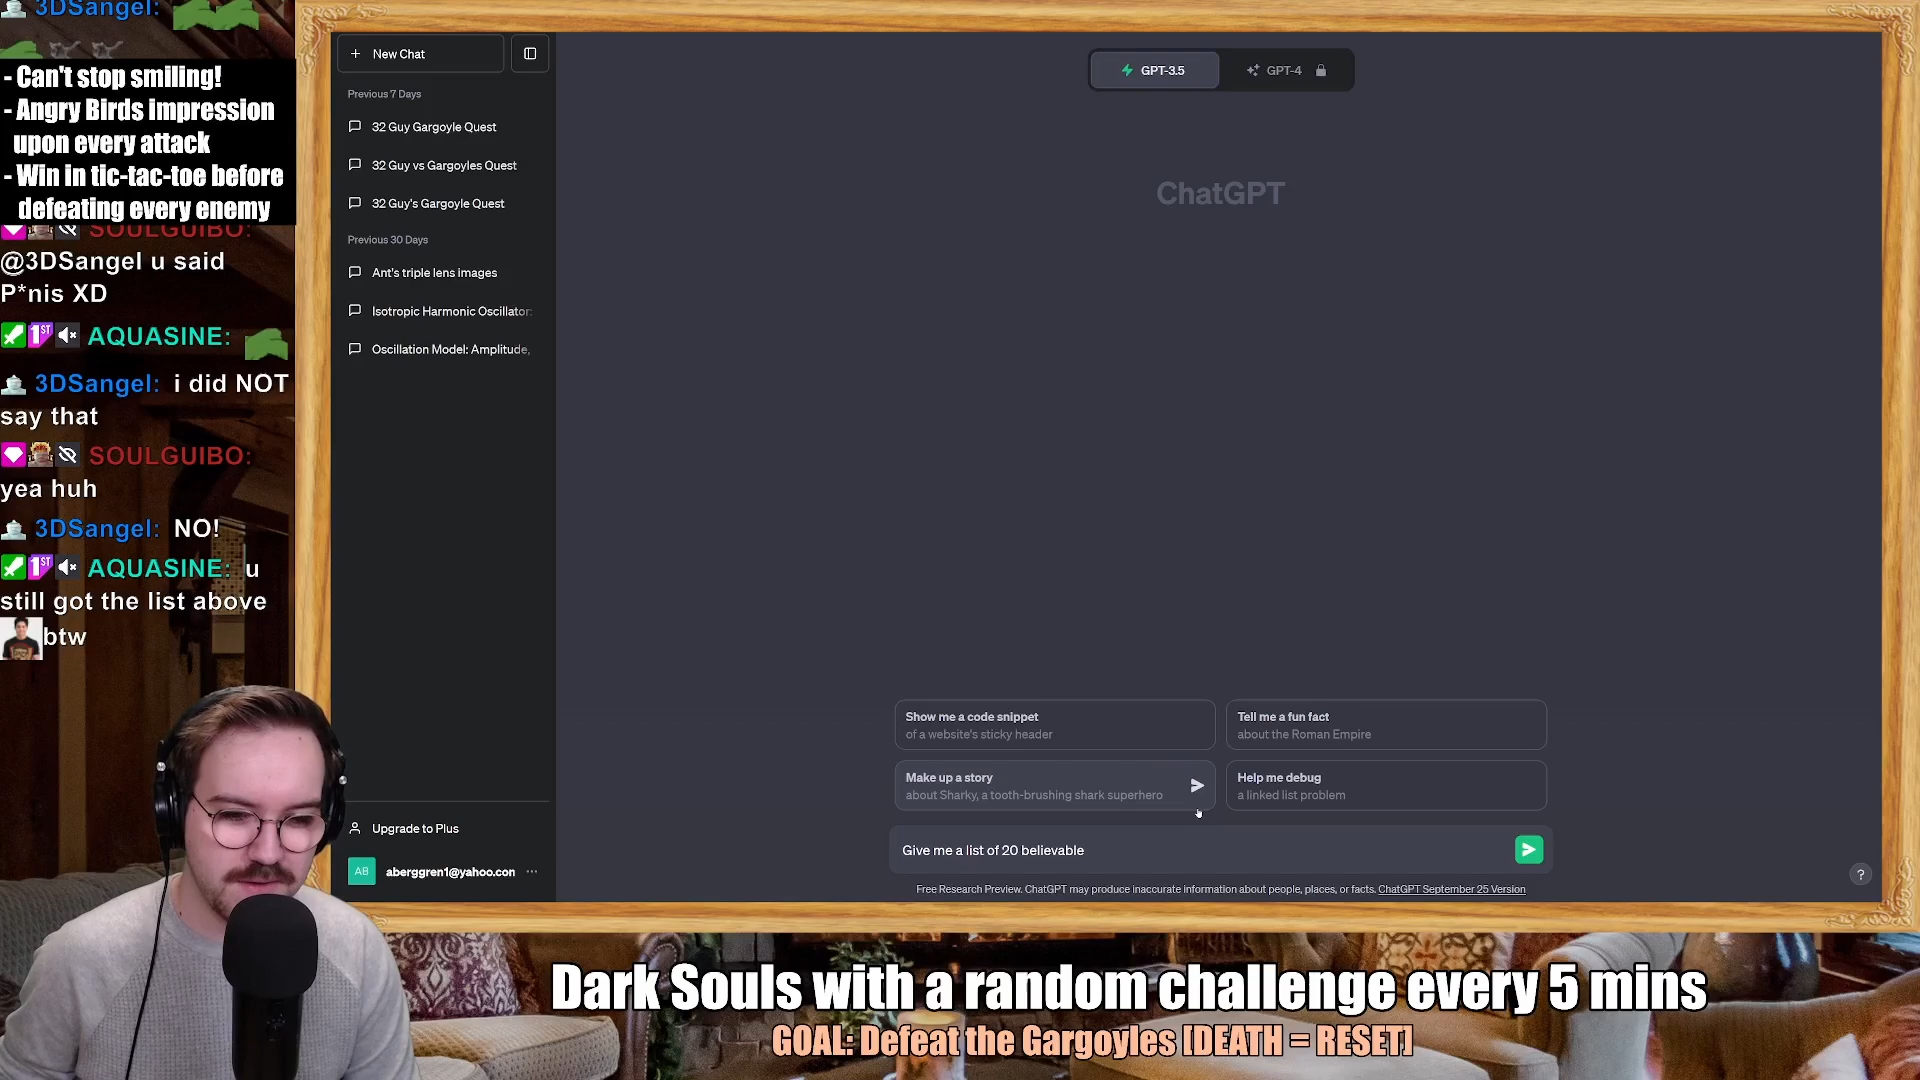 3DSangel:
- Can't stop smiling!
- Angry Birds impression
upon every attack
- Win in tic-tac-toe before
defeating every enemy
SOULGUIBO:
@3DSangel u said
P*nis XD
1ST AQUASINE:
3DSangel: i did NOT
say that
SOULGUIBO:
yea huh
3DSangel: NO!
1ST AQUASINE: u
still got the list above
btw
+ New Chat
Previous 7 Days
32 Guy Gargoyle Quest
32 Guy vs Gargoyles Quest
32 Guy's Gargoyle Quest
Previous 30 Days
Ant's triple lens images
Isotropic Harmonic Oscillator:
Oscillation Model: Amplitude,
Upgrade to Plus
AB aberggren1@yahoo.con ...
GPT-3.5
GPT-4
ChatGPT
Show me a code snippet
of a website's sticky header
Tell me a fun fact
about the Roman Empire
Make up a story
about Sharky, a tooth-brushing shark superhero
Help me debug
a linked list problem
Give me a list of 20 believable
Free Research Preview. ChatGPT may produce inaccurate information about people, places, or facts. ChatGPT September 25 Version
?
Dark Souls with a random challenge every 5 mins
GOAL: Defeat the Gargoyles [DEATH = RESET]